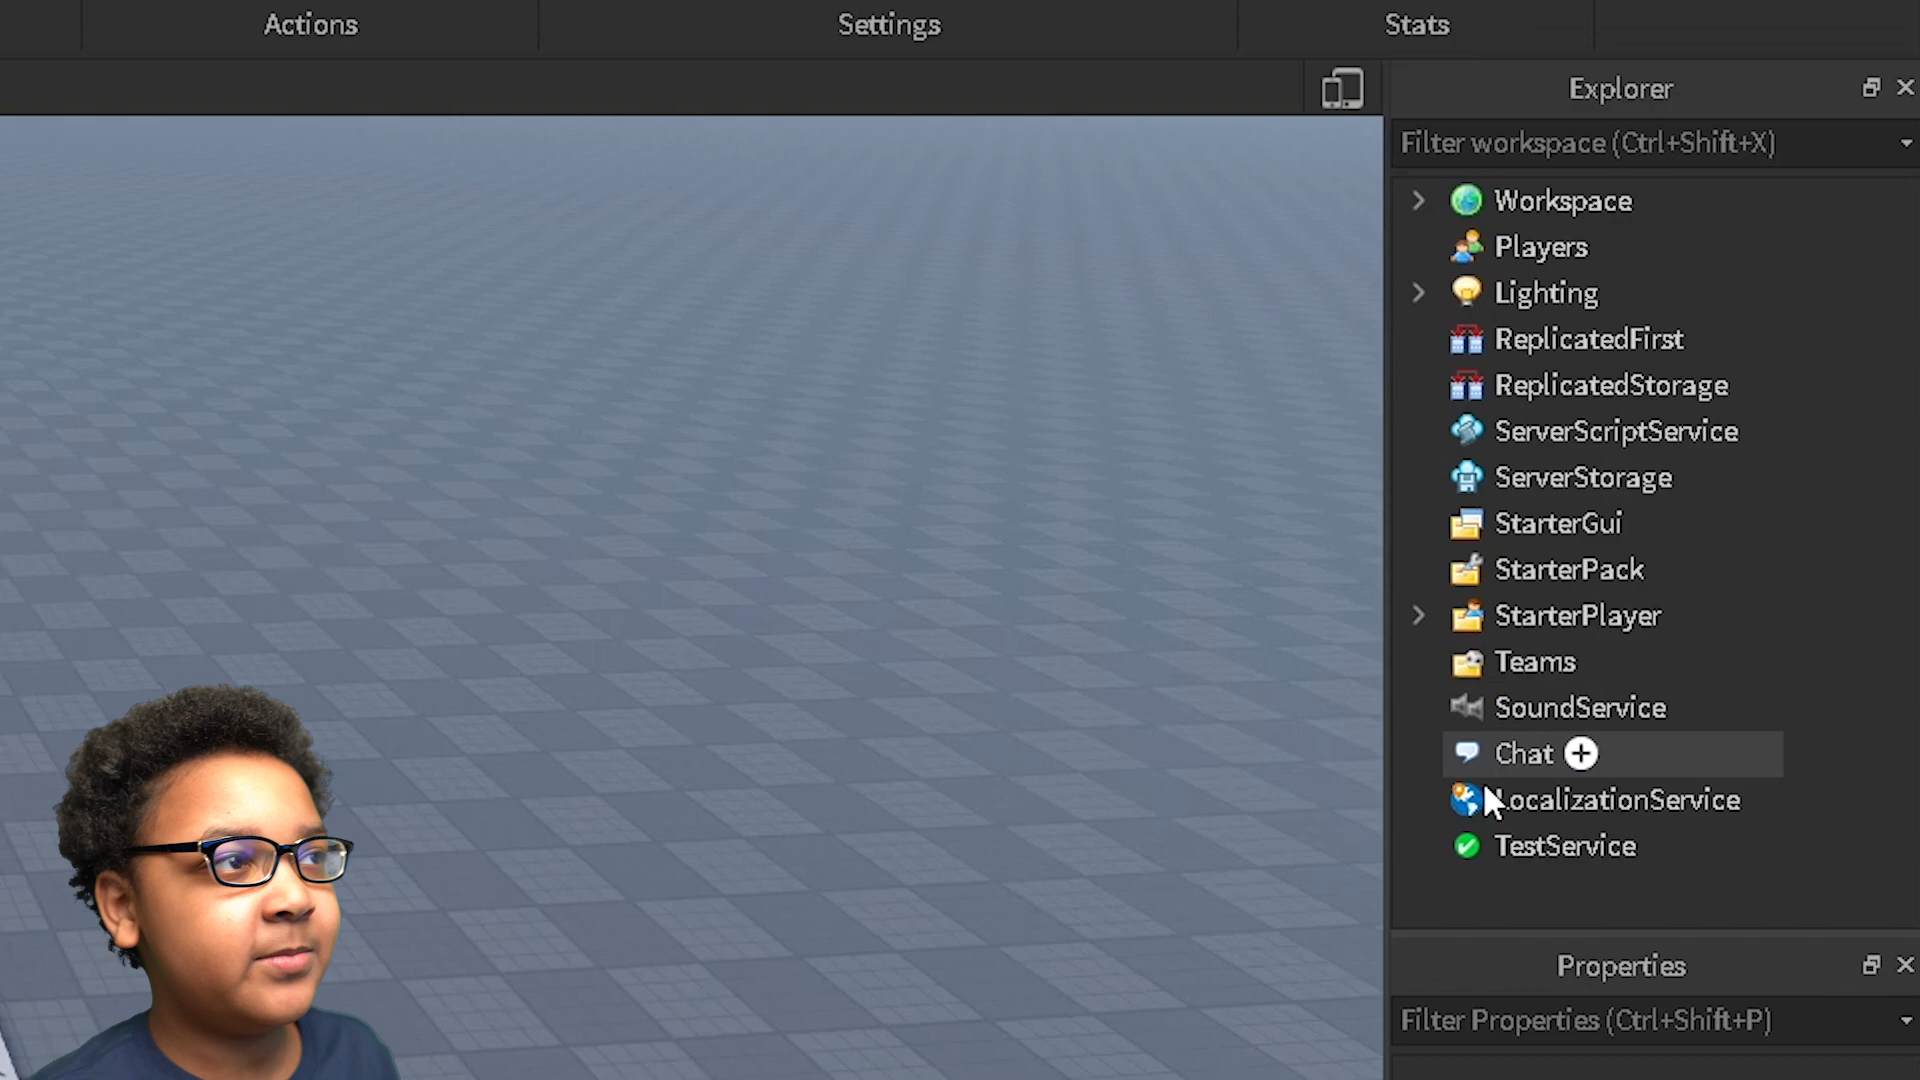 Actions
Settings
Stats
Explorer
Filter workspace (Ctrl+Shift+X)
Workspace
Players
Lighting
ReplicatedFirst
ReplicatedStorage
ServerScriptService
ServerStorage
StarterGui
StarterPack
StarterPlayer
Teams
SoundService
Chat
LocalizationService
TestService
Properties
Filter Properties (Ctrl+Shift+P)